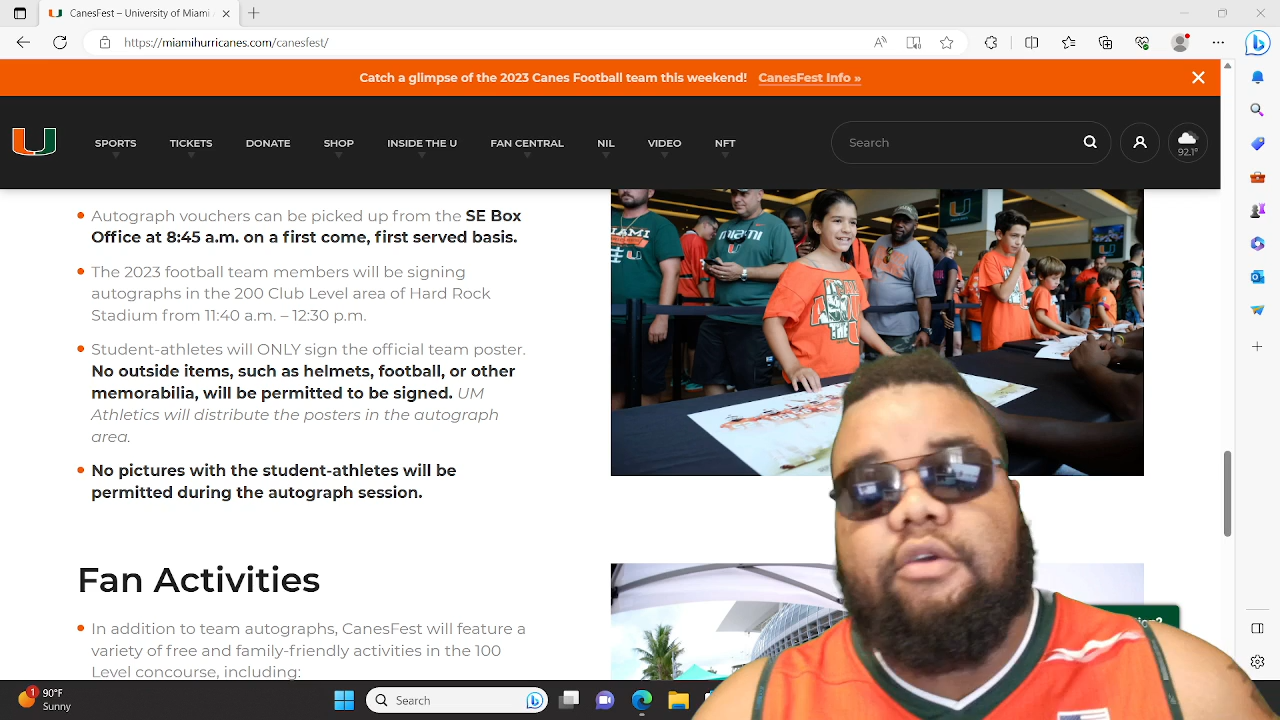 CanesFest – University of Miami A
https://miamihurricanes.com/canesfest/
Catch a glimpse of the 2023 Canes Football team this weekend! CanesFest Info »
SPORTS TICKETS DONATE SHOP INSIDE THE U FAN CENTRAL NIL VIDEO NFT
Search
92.1°
Autograph vouchers can be picked up from the SE Box
Office at 8:45 a.m. on a first come, first served basis.
The 2023 football team members will be signing
autographs in the 200 Club Level area of Hard Rock
Stadium from 11:40 a.m. – 12:30 p.m.
Student-athletes will ONLY sign the official team poster.
No outside items, such as helmets, football, or other
memorabilia, will be permitted to be signed. UM
Athletics will distribute the posters in the autograph
area.
No pictures with the student-athletes will be
permitted during the autograph session.
MIAMI
MIAMI
Fan Activities
In addition to team autographs, CanesFest will feature a
variety of free and family-friendly activities in the 100
Level concourse, including:
1
90°F
Sunny
Search